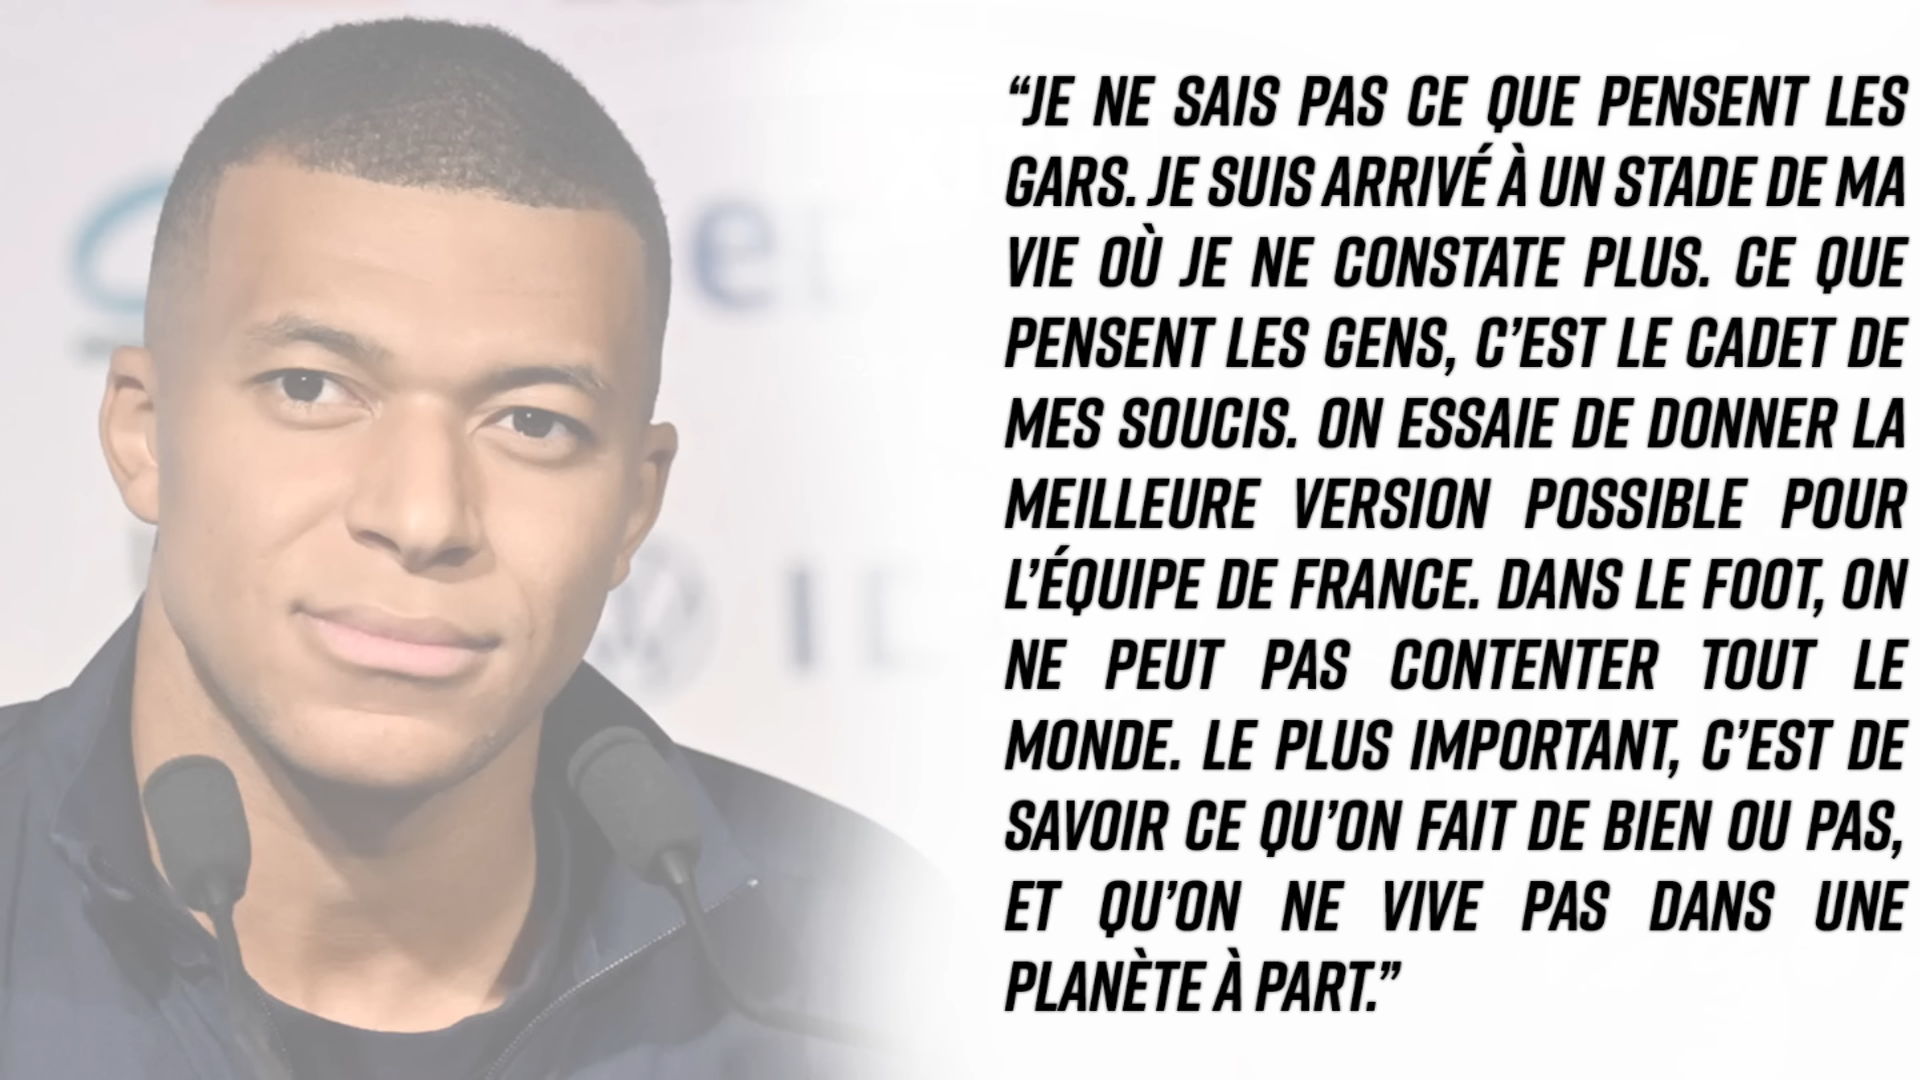 “JE NE SAIS PAS CE QUE PENSENT LES
GARS. JE SUIS ARRIVÉ À UN STADE DE MA
VIE OÙ JE NE CONSTATE PLUS. CE QUE
PENSENT LES GENS, C’EST LE CADET DE
MES SOUCIS. ON ESSAIE DE DONNER LA
MEILLEURE VERSION POSSIBLE POUR
L’ÉQUIPE DE FRANCE. DANS LE FOOT, ON
NE PEUT PAS CONTENTER TOUT LE
MONDE. LE PLUS IMPORTANT, C’EST DE
SAVOIR CE QU’ON FAIT DE BIEN OU PAS,
ET QU’ON NE VIVE PAS DANS UNE
PLANÈTE À PART.”